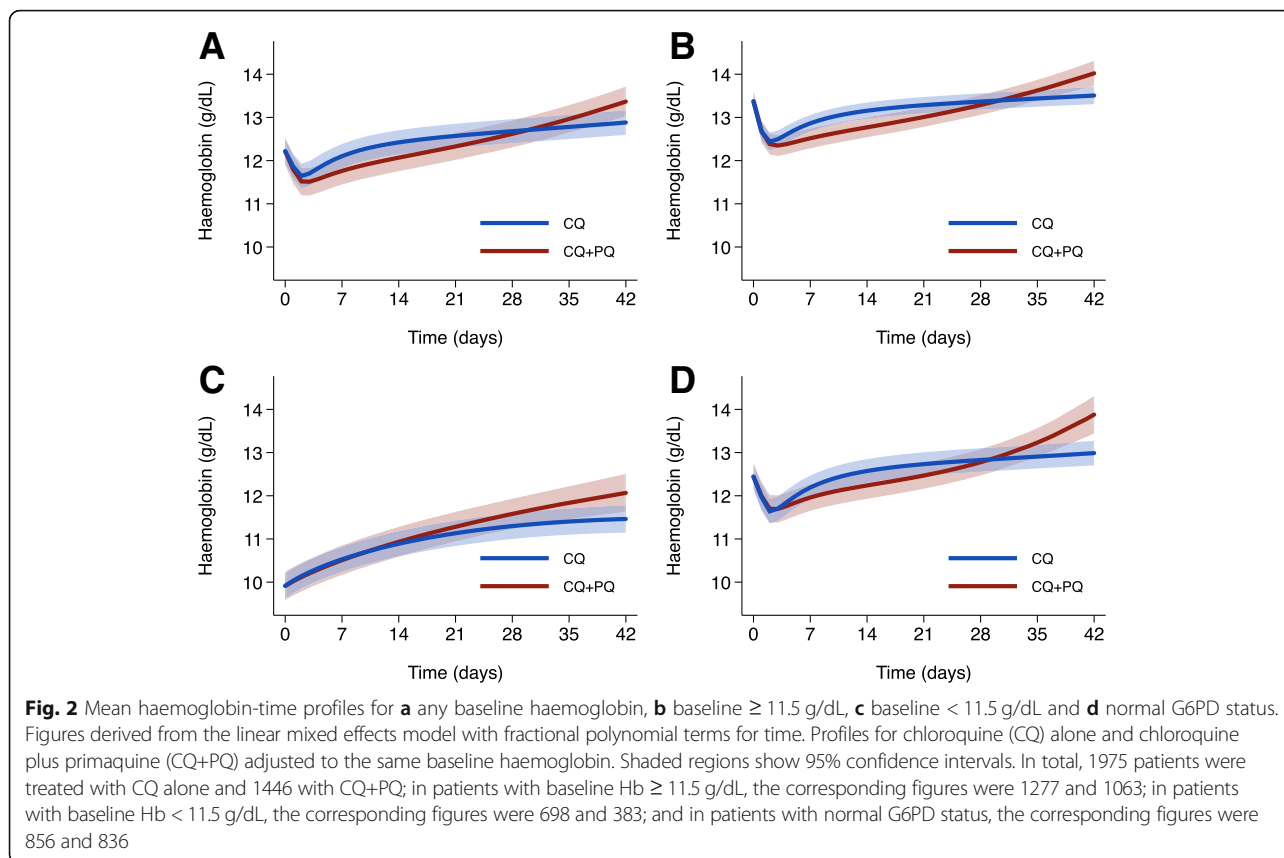 A
14
13
12
11
10
Haemoglobin (g/dL)
CQ
CQ+PQ
0 7 14 21 28 35 42
Time (days)
B
14
13
12
11
10
Haemoglobin (g/dL)
CQ
CQ+PQ
0 7 14 21 28 35 42
Time (days)
C
14
13
12
11
10
Haemoglobin (g/dL)
CQ
CQ+PQ
0 7 14 21 28 35 42
Time (days)
D
14
13
12
11
10
Haemoglobin (g/dL)
CQ
CQ+PQ
0 7 14 21 28 35 42
Time (days)
Fig. 2 Mean haemoglobin-time profiles for a any baseline haemoglobin, b baseline ≥ 11.5 g/dL, c baseline < 11.5 g/dL and d normal G6PD status.
Figures derived from the linear mixed effects model with fractional polynomial terms for time. Profiles for chloroquine (CQ) alone and chloroquine
plus primaquine (CQ+PQ) adjusted to the same baseline haemoglobin. Shaded regions show 95% confidence intervals. In total, 1975 patients were
treated with CQ alone and 1446 with CQ+PQ; in patients with baseline Hb ≥ 11.5 g/dL, the corresponding figures were 1277 and 1063; in patients
with baseline Hb < 11.5 g/dL, the corresponding figures were 698 and 383; and in patients with normal G6PD status, the corresponding figures were
856 and 836